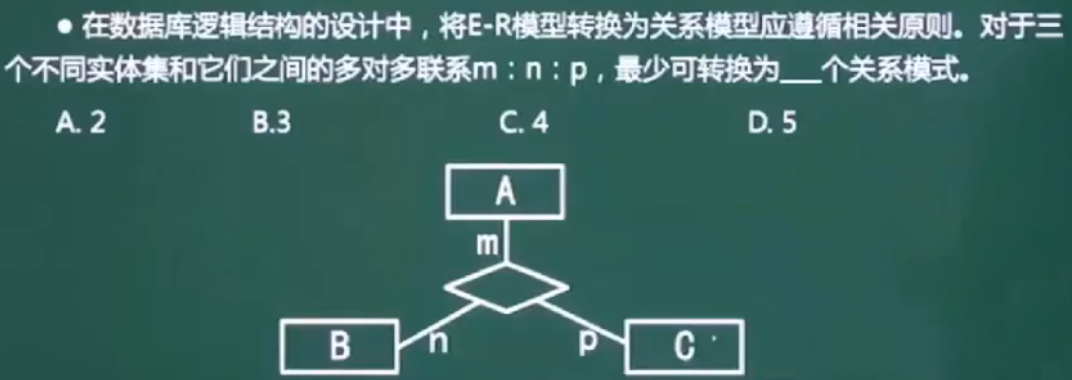 ● 在数据库逻辑结构的设计中，将E-R模型转换为关系模型应遵循相关原则。对于三
个不同实体集和它们之间的多对多联系m：n：p，最少可转换为___个关系模式。
A. 2 B.3 C. 4 D. 5
A
m
n p
B C